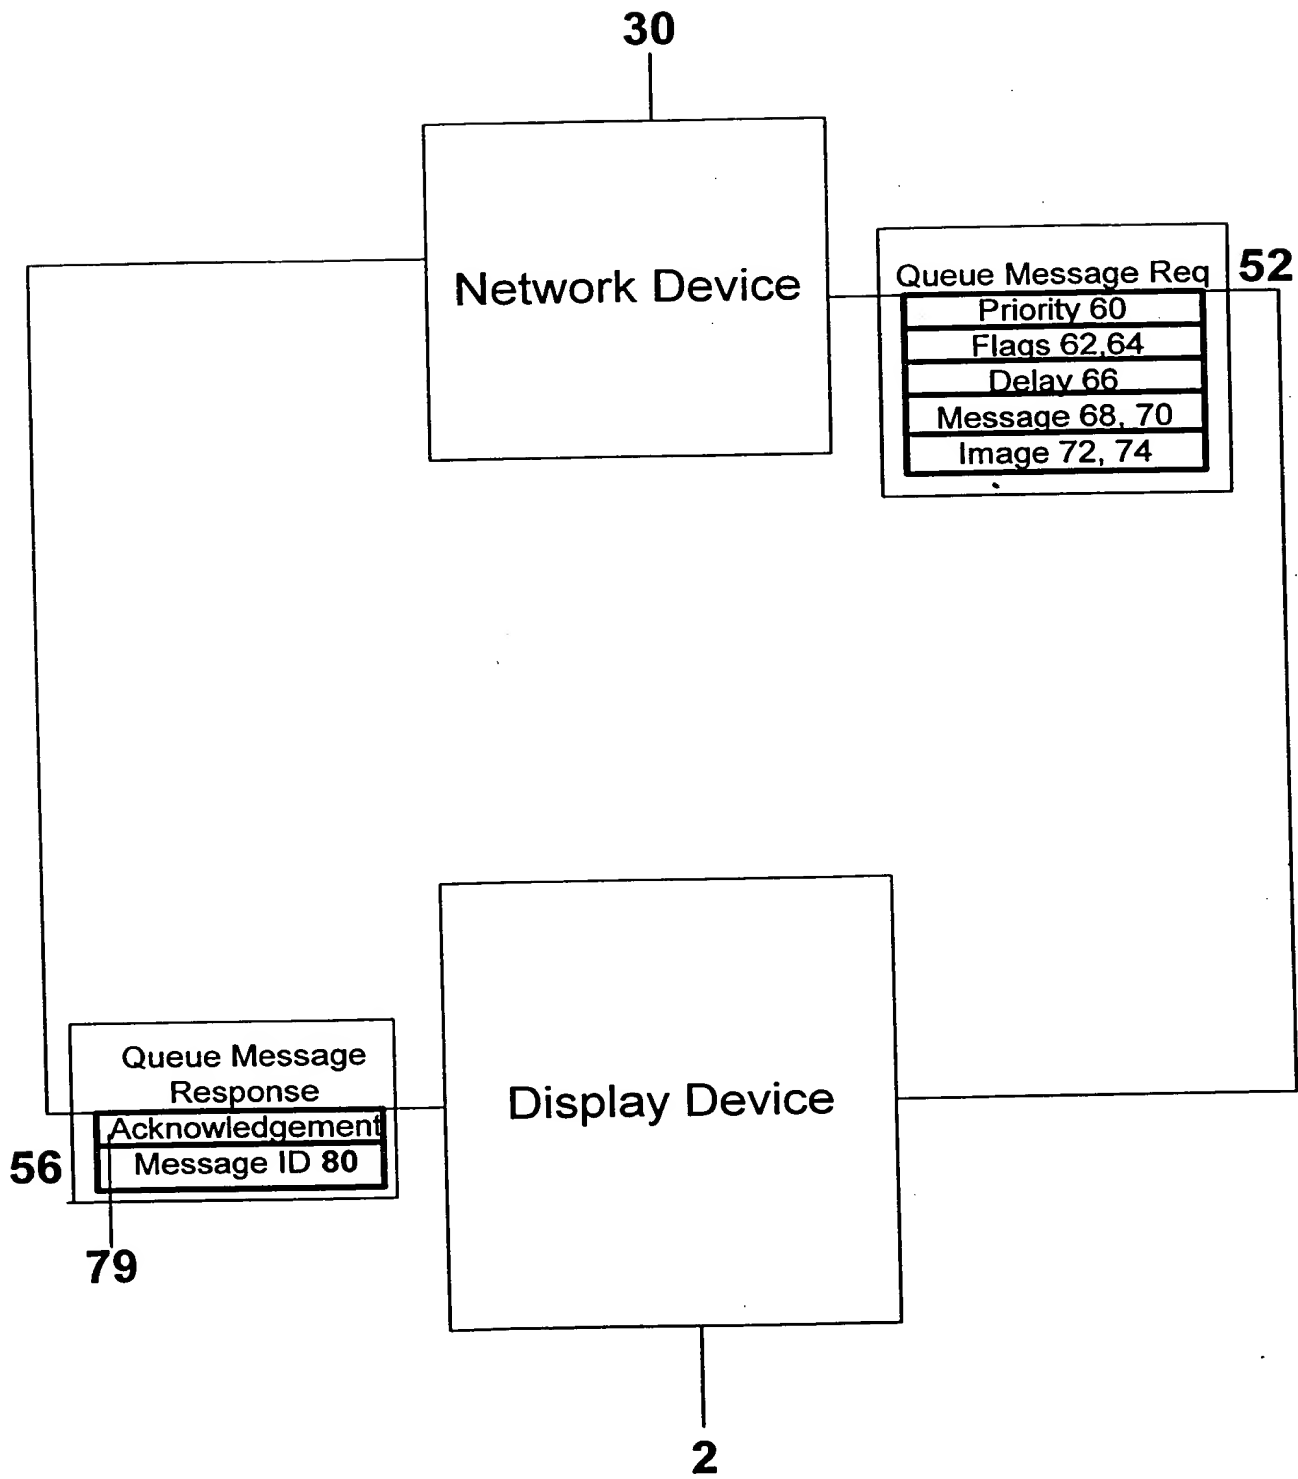 30
Network Device
Queue Message Req 52
Priority 60
Flags 62,64
Delay 66
Message 68, 70
Image 72, 74
Display Device
Queue Message
Response
Acknowledgement
Message ID 80
56
79
2